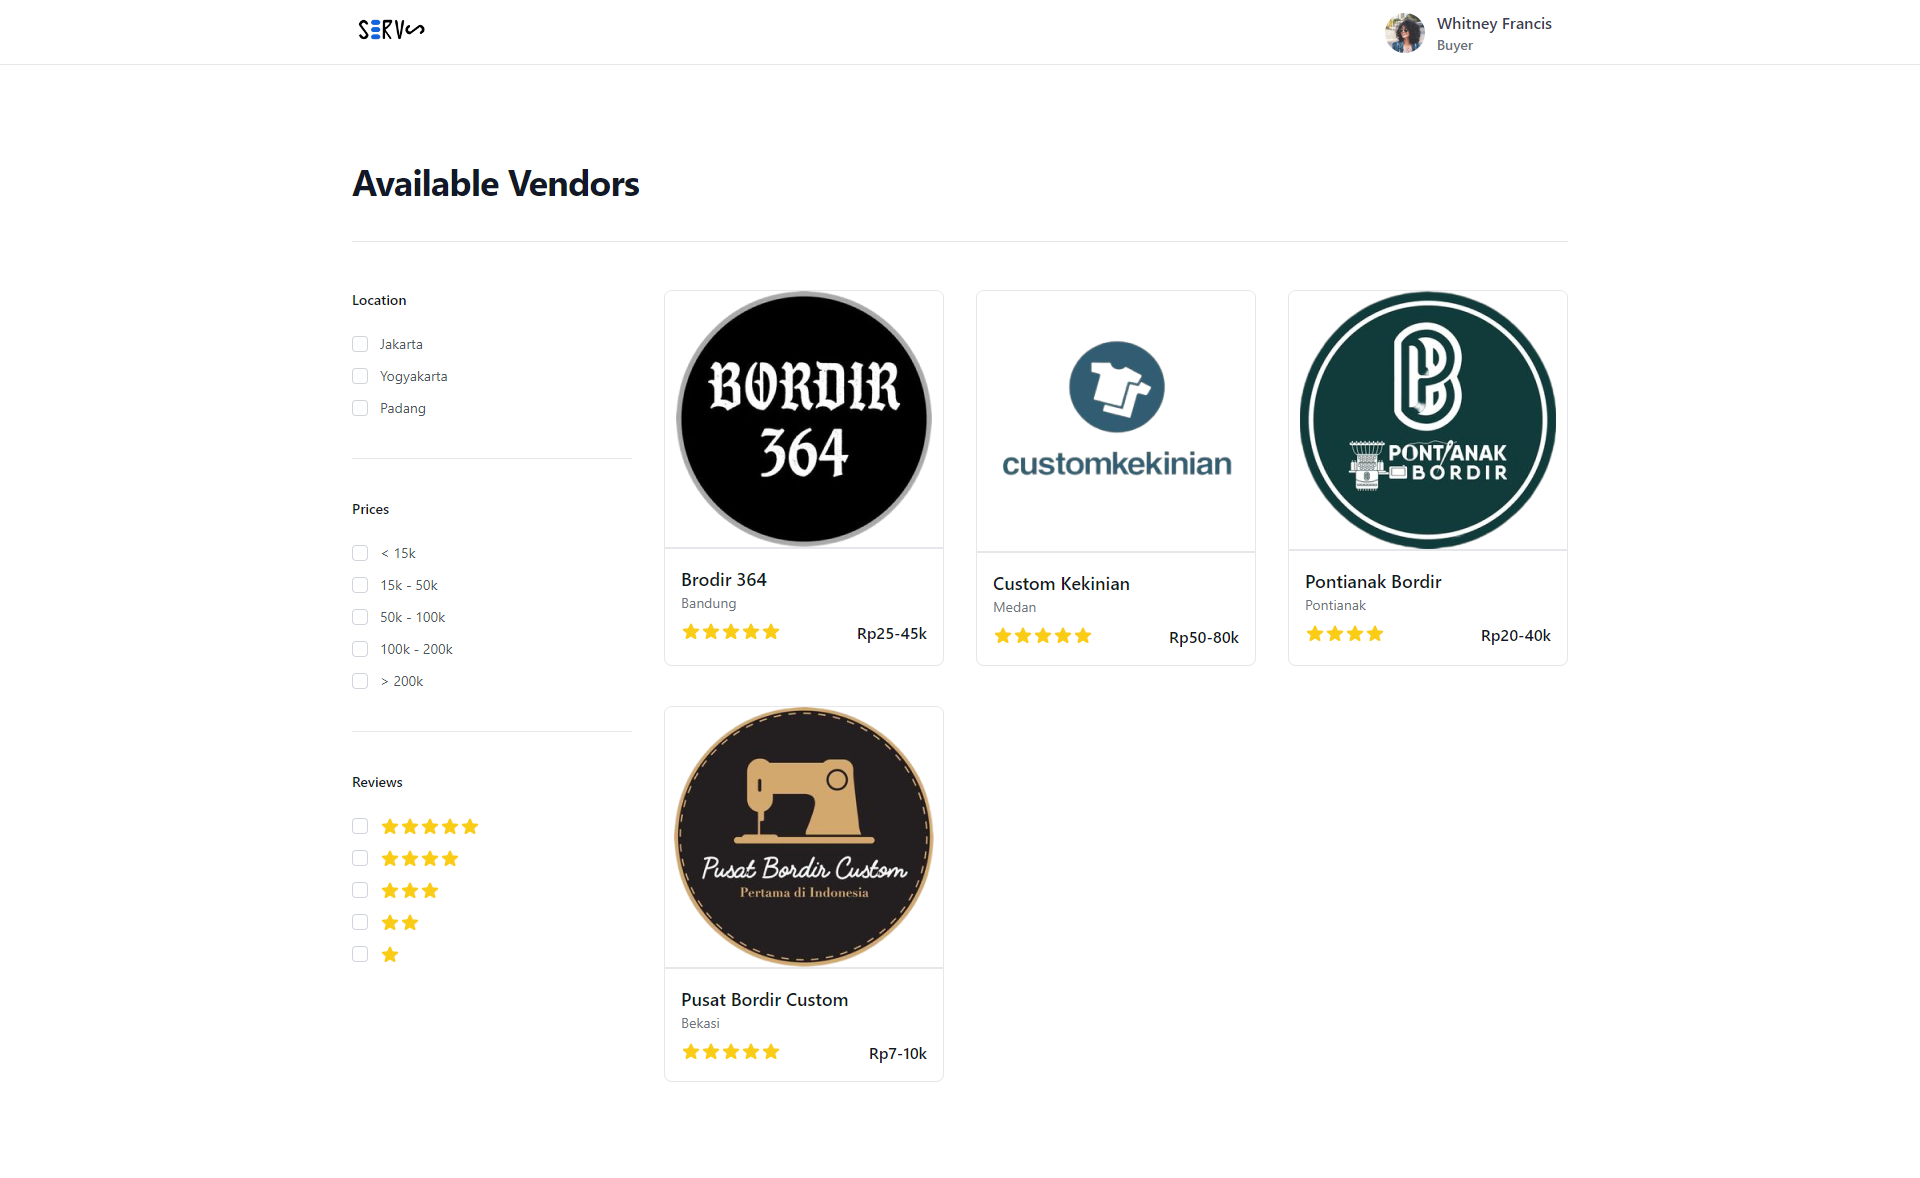 SERVS
Whitney Francis
Buyer
Available Vendors
Location
Jakarta
Yogyakarta
Padang
Prices
< 15k
15k - 50k
50k - 100k
100k - 200k
> 200k
Reviews
BORDIR
364
Brodir 364
Bandung
Rp25-45k
customkekinian
Custom Kekinian
Medan
Rp50-80k
PONTIANAK
BORDIR
Pontianak Bordir
Pontianak
Rp20-40k
Pusat Bordir Custom
Pertama di Indonesia
Pusat Bordir Custom
Bekasi
Rp7-10k